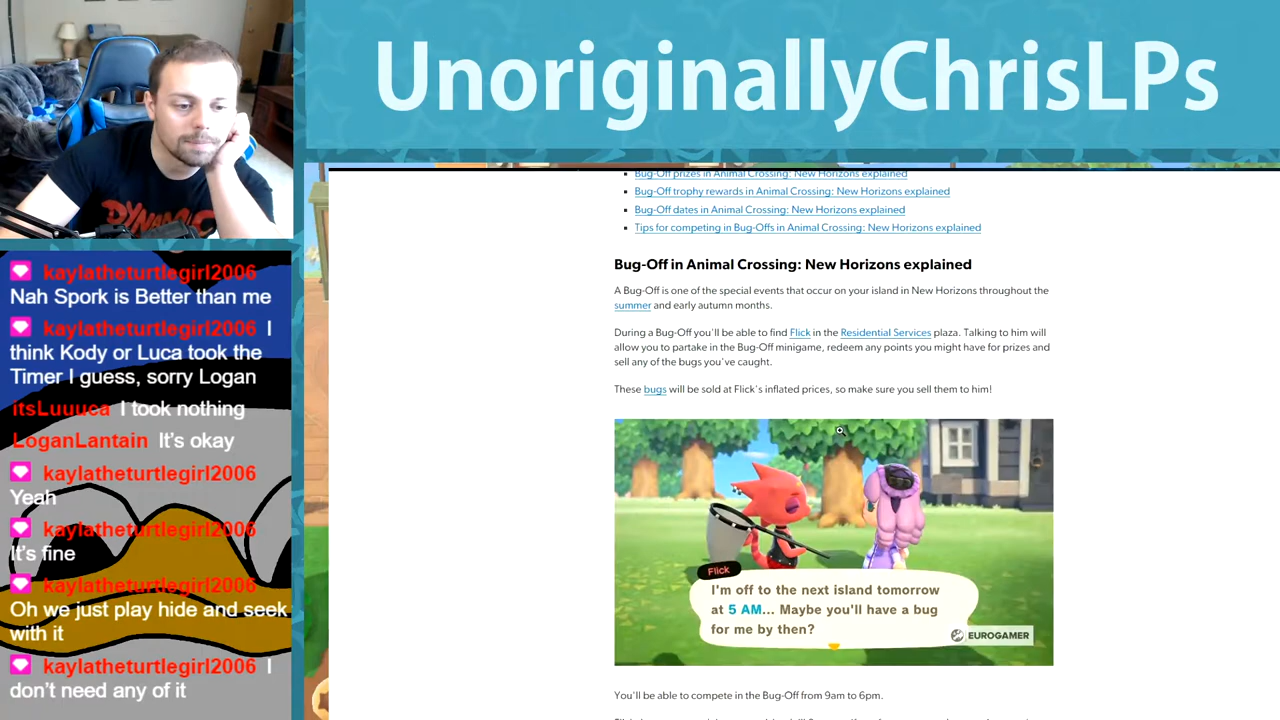 UnoriginallyChrisLPs
DYNAMIC
kaylatheturtlegirl2006
Nah Spork is Better than me
kaylatheturtlegirl2006 I
think Kody or Luca took the
Timer I guess, sorry Logan
itsLuuuca I took nothing
LoganLantain It's okay
kaylatheturtlegirl2006
Yeah
kaylatheturtlegirl2006
It's fine
kaylatheturtlegirl2006
Oh we just play hide and seek
with it
kaylatheturtlegirl2006 I
don't need any of it
Bug-Off prizes in Animal Crossing: New Horizons explained
Bug-Off trophy rewards in Animal Crossing: New Horizons explained
Bug-Off dates in Animal Crossing: New Horizons explained
Tips for competing in Bug-Offs in Animal Crossing: New Horizons explained
Bug-Off in Animal Crossing: New Horizons explained
A Bug-Off is one of the special events that occur on your island in New Horizons throughout the
summer and early autumn months.
During a Bug-Off you'll be able to find Flick in the Residential Services plaza. Talking to him will
allow you to partake in the Bug-Off minigame, redeem any points you might have for prizes and
sell any of the bugs you've caught.
These bugs will be sold at Flick's inflated prices, so make sure you sell them to him!
Flick
I'm off to the next island tomorrow
at 5 AM... Maybe you'll have a bug
for me by then?
EUROGAMER
You'll be able to compete in the Bug-Off from 9am to 6pm.